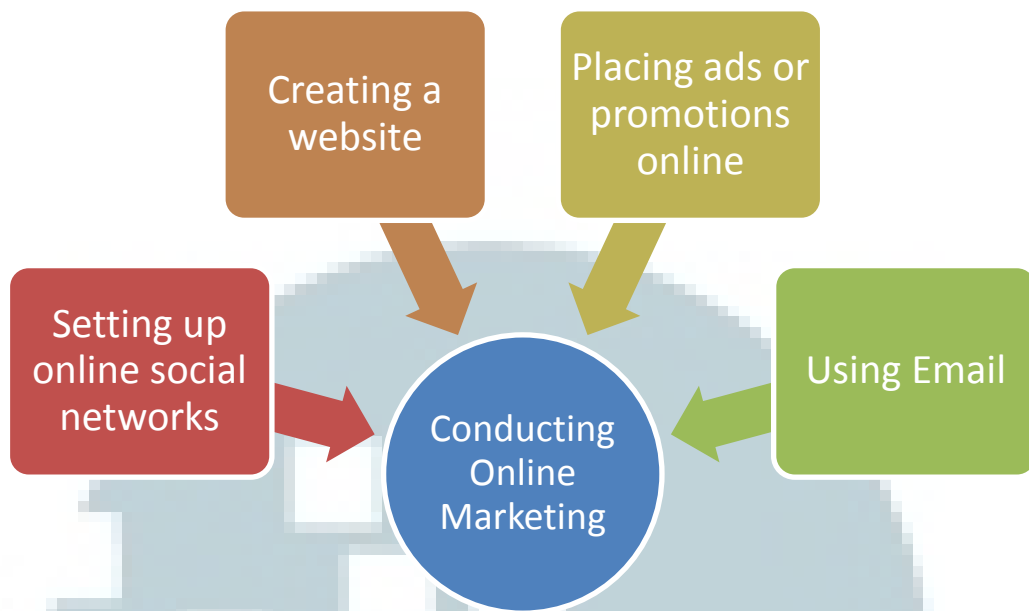 Creating a
website
Placing ads or
promotions
online
Setting up
online social
networks
Using Email
Conducting
Online
Marketing